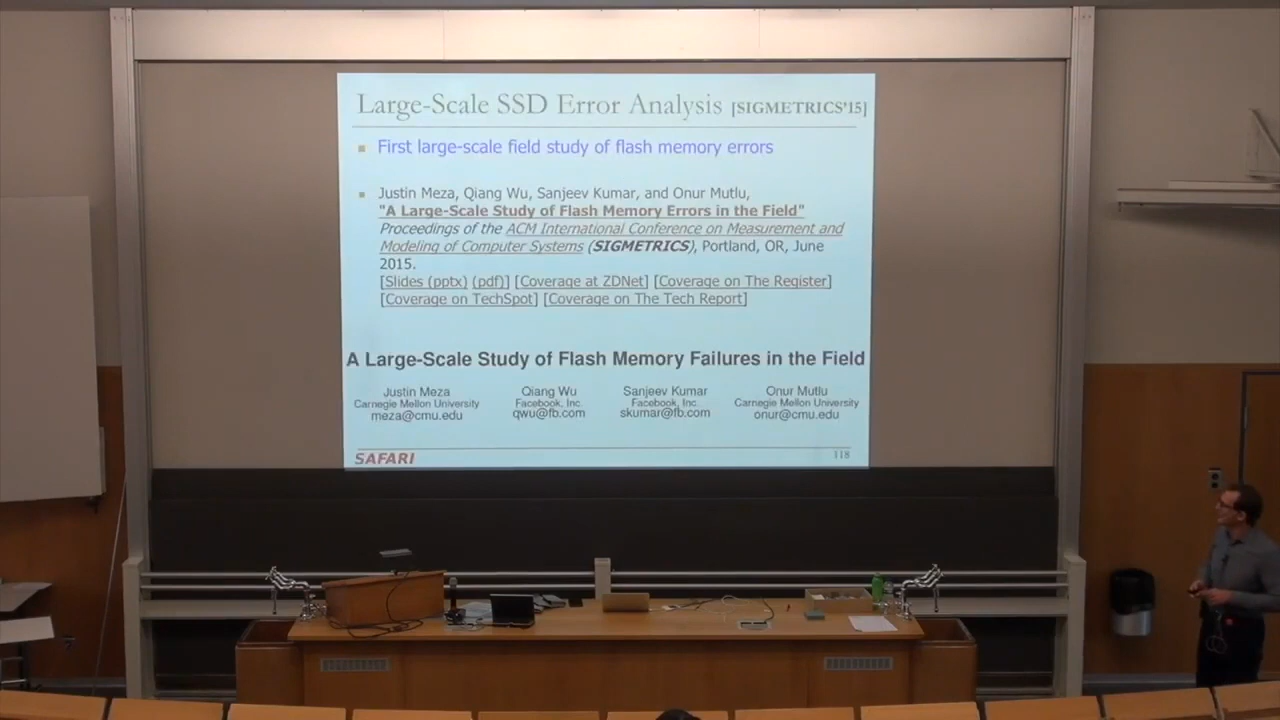 Large-Scale SSD Error Analysis [SIGMETRICS'15]
First large-scale field study of flash memory errors
Justin Meza, Qiang Wu, Sanjeev Kumar, and Onur Mutlu,
"A Large-Scale Study of Flash Memory Errors in the Field"
Proceedings of the ACM International Conference on Measurement and
Modeling of Computer Systems (SIGMETRICS), Portland, OR, June
2015.
[Slides (pptx) (pdf)] [Coverage at ZDNet] [Coverage on The Register]
[Coverage on TechSpot] [Coverage on The Tech Report]
A Large-Scale Study of Flash Memory Failures in the Field
Justin Meza Qiang Wu Sanjeev Kumar Onur Mutlu
Carnegie Mellon University Facebook, Inc. Facebook, Inc. Carnegie Mellon University
meza@cmu.edu qwu@fb.com skumar@fb.com onur@cmu.edu
SAFARI 118